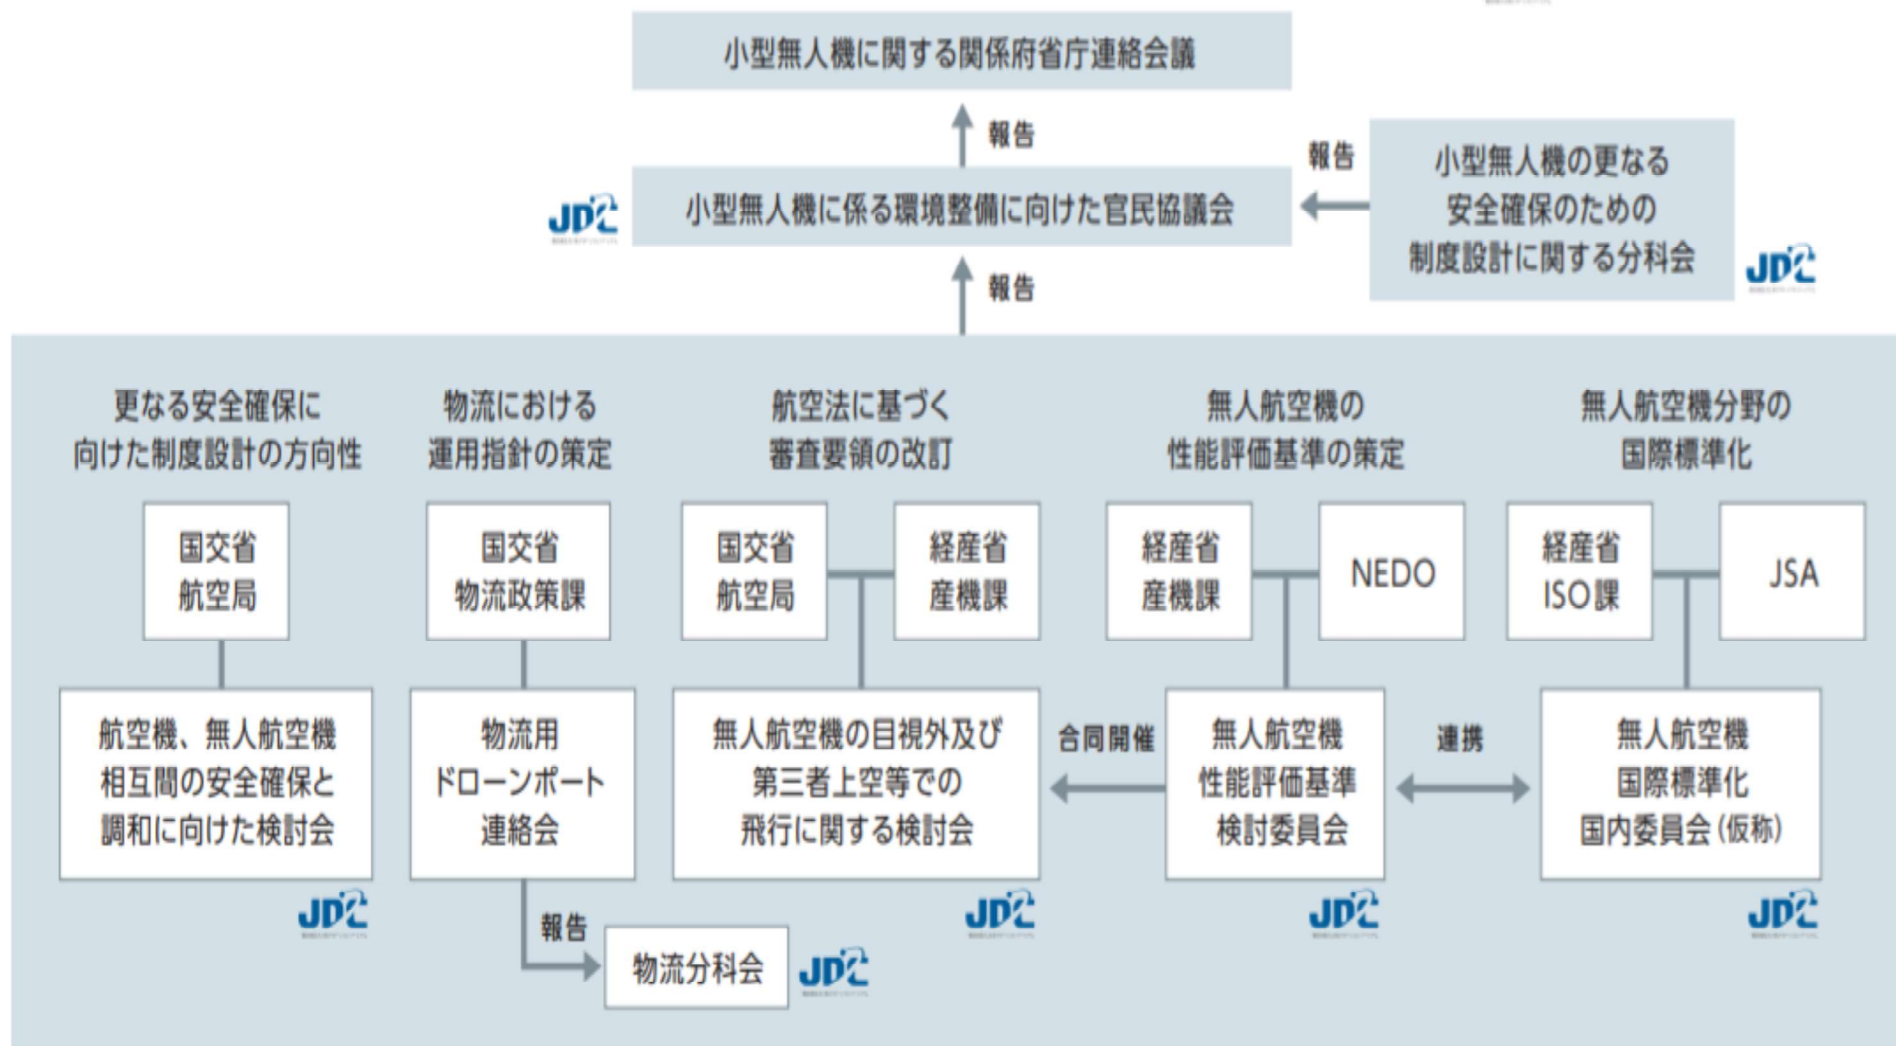 小型無人機に関する関係府省庁連絡会議
報告
小型無人機に係る環境整備に向けた官民協議会
JDC
報告
小型無人機の更なる
安全確保のための
制度設計に関する分科会
JDC
報告
更なる安全確保に
向けた制度設計の方向性
国交省
航空局
航空機、無人航空機
相互間の安全確保と
調和に向けた検討会
JDC
物流における
運用指針の策定
国交省
物流政策課
物流用
ドローンポート
連絡会
報告
物流分科会
JDC
航空法に基づく
審査要領の改訂
国交省
航空局
経産省
産機課
無人航空機の目視外及び
第三者上空等での
飛行に関する検討会
JDC
合同開催
無人航空機の
性能評価基準の策定
経産省
産機課
NEDO
無人航空機
性能評価基準
検討委員会
JDC
連携
無人航空機分野の
国際標準化
経産省
ISO課
JSA
無人航空機
国際標準化
国内委員会(仮称)
JDC